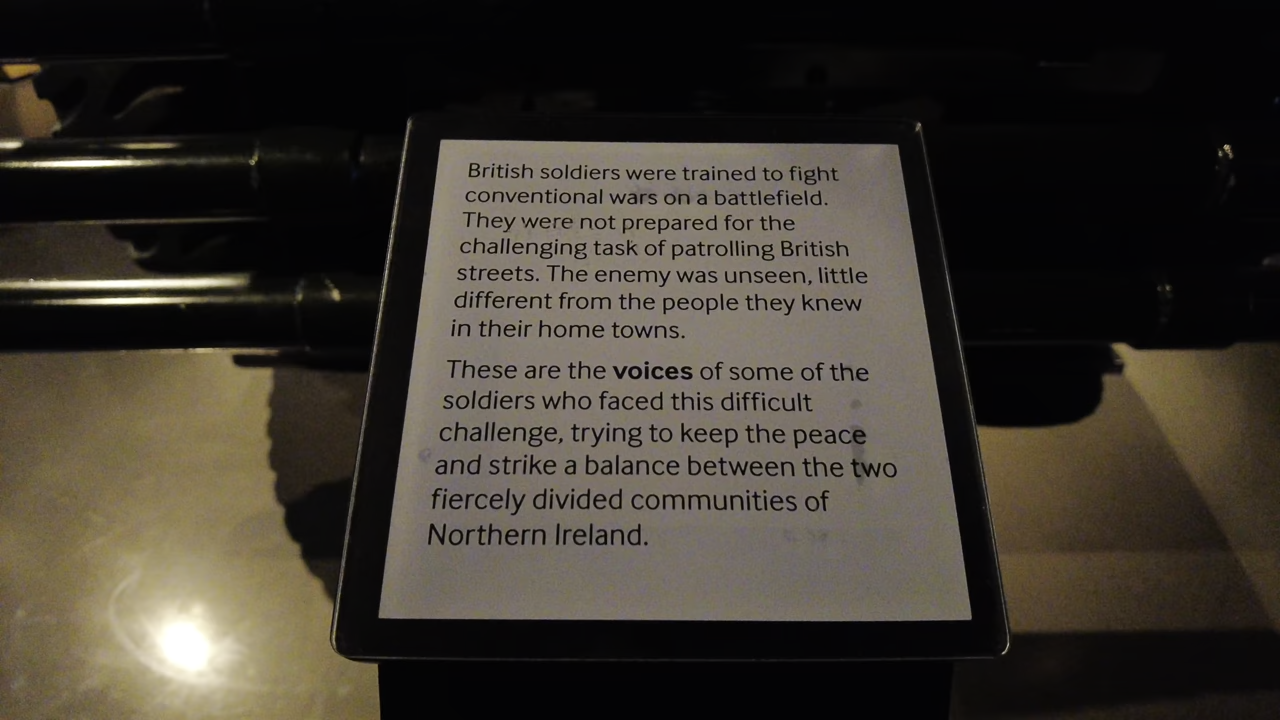 British soldiers were trained to fight
conventional wars on a battlefield.
They were not prepared for the
challenging task of patrolling British
streets. The enemy was unseen, little
different from the people they knew
in their home towns.
These are the voices of some of the
soldiers who faced this difficult
challenge, trying to keep the peace
and strike a balance between the two
fiercely divided communities of
Northern Ireland.